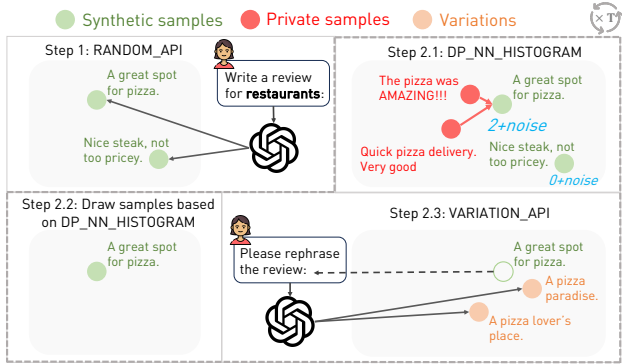 Synthetic samples
Private samples
Variations
× T
Step 1: RANDOM_API
Write a review
for restaurants:
A great spot
for pizza.
Nice steak, not
too pricey.
Step 2.1: DP_NN_HISTOGRAM
The pizza was
AMAZING!!!
A great spot
for pizza.
2+noise
Quick pizza delivery.
Very good
Nice steak, not
too pricey.
0+noise
Step 2.2: Draw samples based
on DP_NN_HISTOGRAM
A great spot
for pizza.
Step 2.3: VARIATION_API
Please rephrase
the review:
A great spot
for pizza.
A pizza
paradise.
A pizza lover's
place.